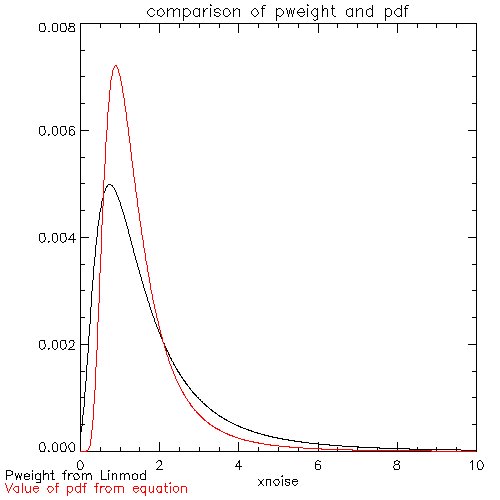 comparison of pweight and pdf
0.008
0.006
0.004
0.002
0.000
0 2 4 6 8 10
xnoise
Pweight from Linmod
Value of pdf from equation